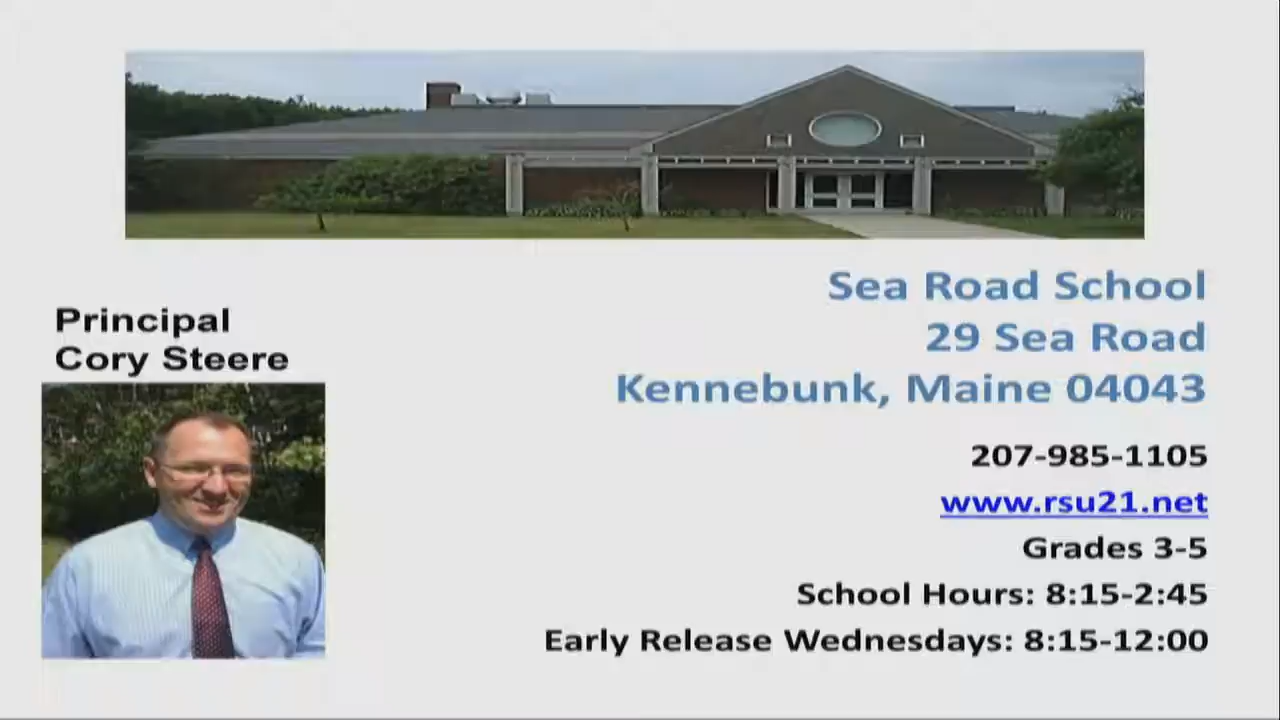 Principal
Cory Steere
Sea Road School
29 Sea Road
Kennebunk, Maine 04043
207-985-1105
www.rsu21.net
Grades 3-5
School Hours: 8:15-2:45
Early Release Wednesdays: 8:15-12:00